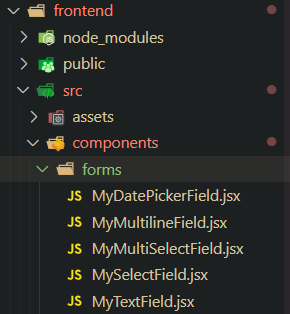 frontend
node_modules
public
src
assets
components
forms
JS MyDatePickerField.jsx
JS MyMultilineField.jsx
JS MyMultiSelectField.jsx
JS MySelectField.jsx
JS MyTextField.jsx